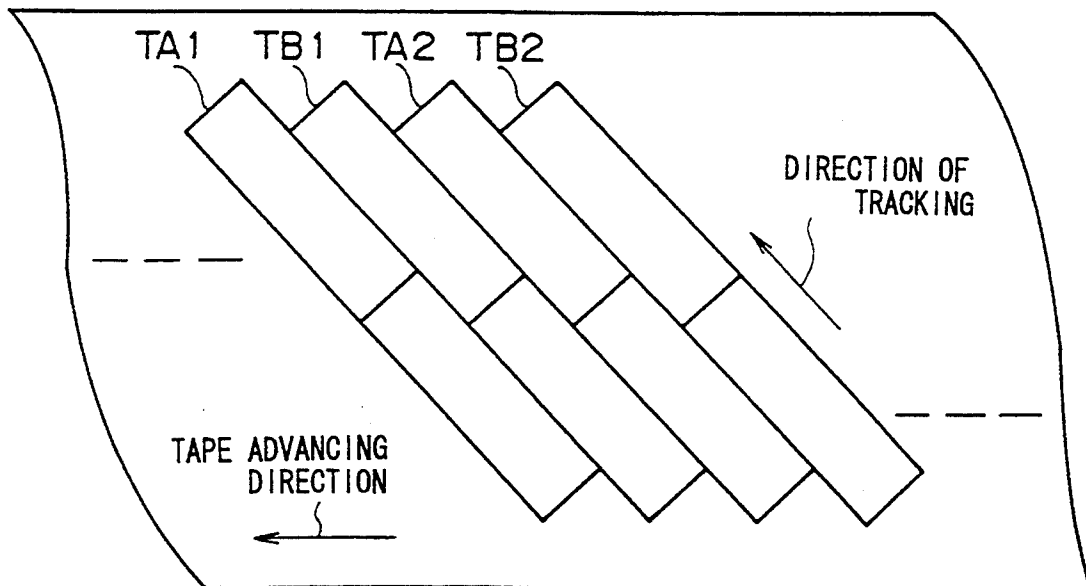 TA1 TB1 TA2 TB2
DIRECTION OF
TRACKING
TAPE ADVANCING
DIRECTION